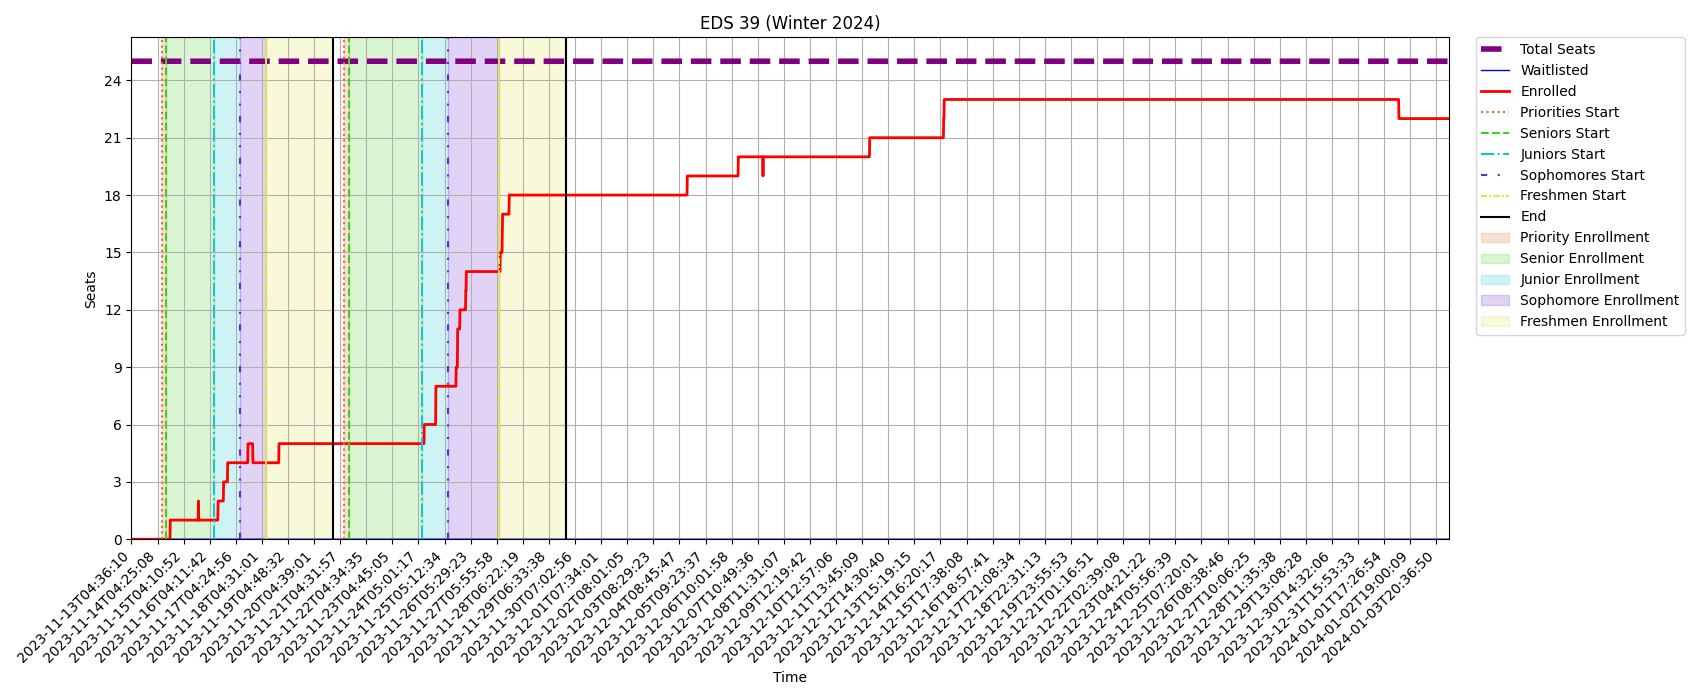 EDS 39 (Winter 2024)
Total Seats
Waitlisted
Enrolled
Priorities Start
Seniors Start
Juniors Start
Sophomores Start
Freshmen Start
End
Priority Enrollment
Senior Enrollment
Junior Enrollment
Sophomore Enrollment
Freshmen Enrollment
Seats
24
21
18
15
12
9
6
3
0
2023-11-13T04:36:10
2023-11-14T04:25:08
2023-11-15T04:10:52
2023-11-16T04:11:42
2023-11-17T04:24:56
2023-11-18T04:31:01
2023-11-19T04:48:32
2023-11-20T04:39:01
2023-11-21T04:31:57
2023-11-22T04:34:35
2023-11-23T04:45:05
2023-11-24T05:01:17
2023-11-25T05:12:34
2023-11-26T05:29:23
2023-11-27T05:55:58
2023-11-28T06:22:19
2023-11-29T06:33:38
2023-11-30T07:02:56
2023-12-01T07:34:01
2023-12-02T08:01:05
2023-12-03T08:29:23
2023-12-04T08:45:47
2023-12-05T09:23:37
2023-12-06T10:01:58
2023-12-07T10:49:36
2023-12-08T11:31:07
2023-12-09T12:19:42
2023-12-10T12:57:06
2023-12-11T13:45:09
2023-12-12T14:30:40
2023-12-13T15:19:15
2023-12-14T16:20:17
2023-12-15T17:38:08
2023-12-16T18:57:41
2023-12-17T21:08:34
2023-12-18T22:31:13
2023-12-19T23:55:53
2023-12-21T01:16:51
2023-12-22T02:39:08
2023-12-23T04:21:22
2023-12-24T05:56:39
2023-12-25T07:20:01
2023-12-26T08:38:46
2023-12-27T10:06:25
2023-12-28T11:35:38
2023-12-29T13:08:28
2023-12-30T14:32:06
2023-12-31T15:53:33
2024-01-01T17:26:54
2024-01-02T19:00:09
2024-01-03T20:36:50
Time